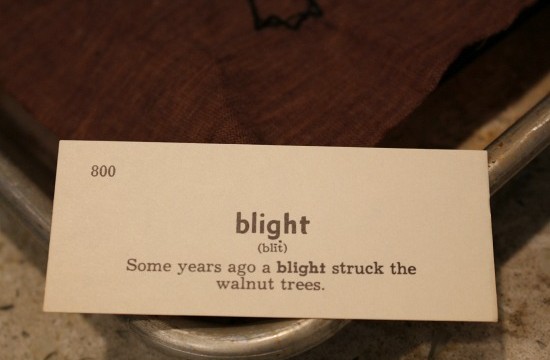 800
blight
(blīt)
Some years ago a blight struck the
walnut trees.